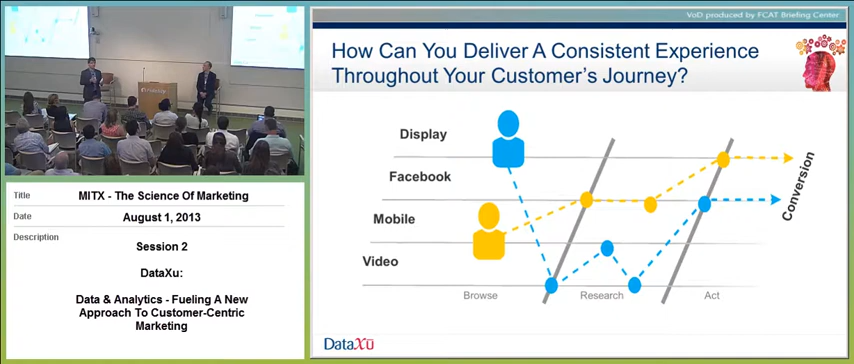 VoD produced by FCAT Briefing Center
How Can You Deliver A Consistent Experience
Throughout Your Customer's Journey?
Display
Facebook
Mobile
Video
Browse
Research
Act
Conversion
DataXu
Title
MITX - The Science Of Marketing
Date
August 1, 2013
Description
Session 2
DataXu:
Data & Analytics - Fueling A New
Approach To Customer-Centric
Marketing